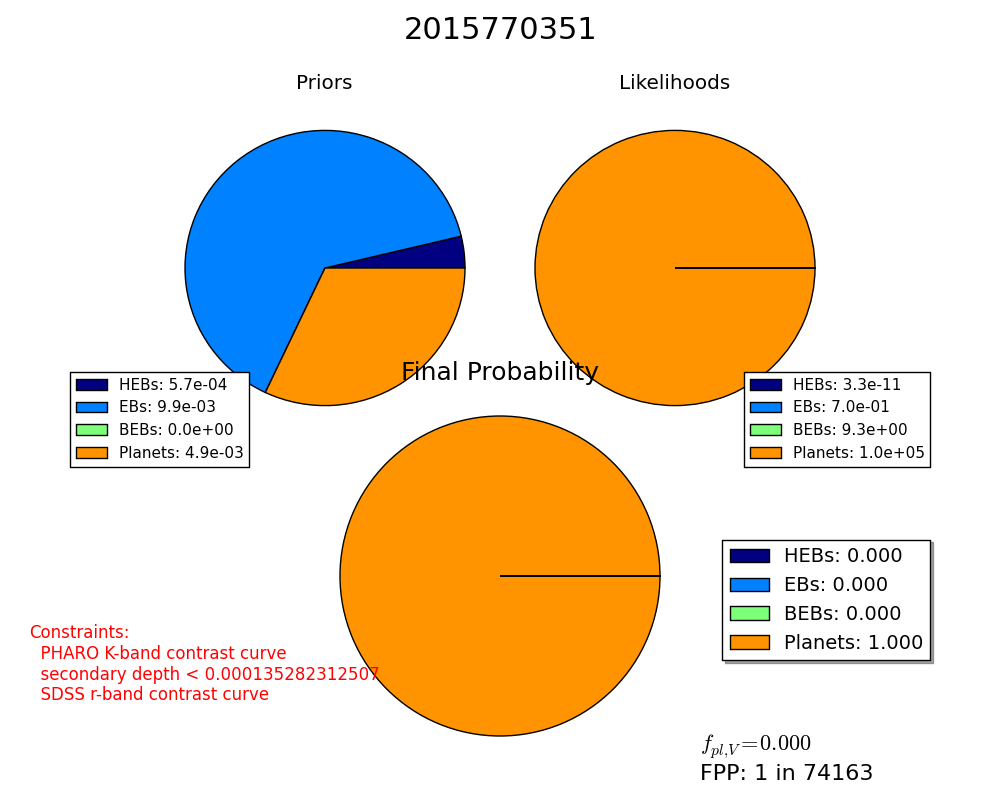 2015770351
Priors
Likelihoods
HEBs: 5.7e-04
EBs: 9.9e-03
BEBs: 0.0e+00
Planets: 4.9e-03
HEBs: 3.3e-11
EBs: 7.0e-01
BEBs: 9.3e+00
Planets: 1.0e+05
Final Probability
HEBs: 0.000
EBs: 0.000
BEBs: 0.000
Planets: 1.000
Constraints:
PHARO K-band contrast curve
secondary depth < 0.000135282312507
SDSS r-band contrast curve
f_{pl,V}=0.000
FPP: 1 in 74163